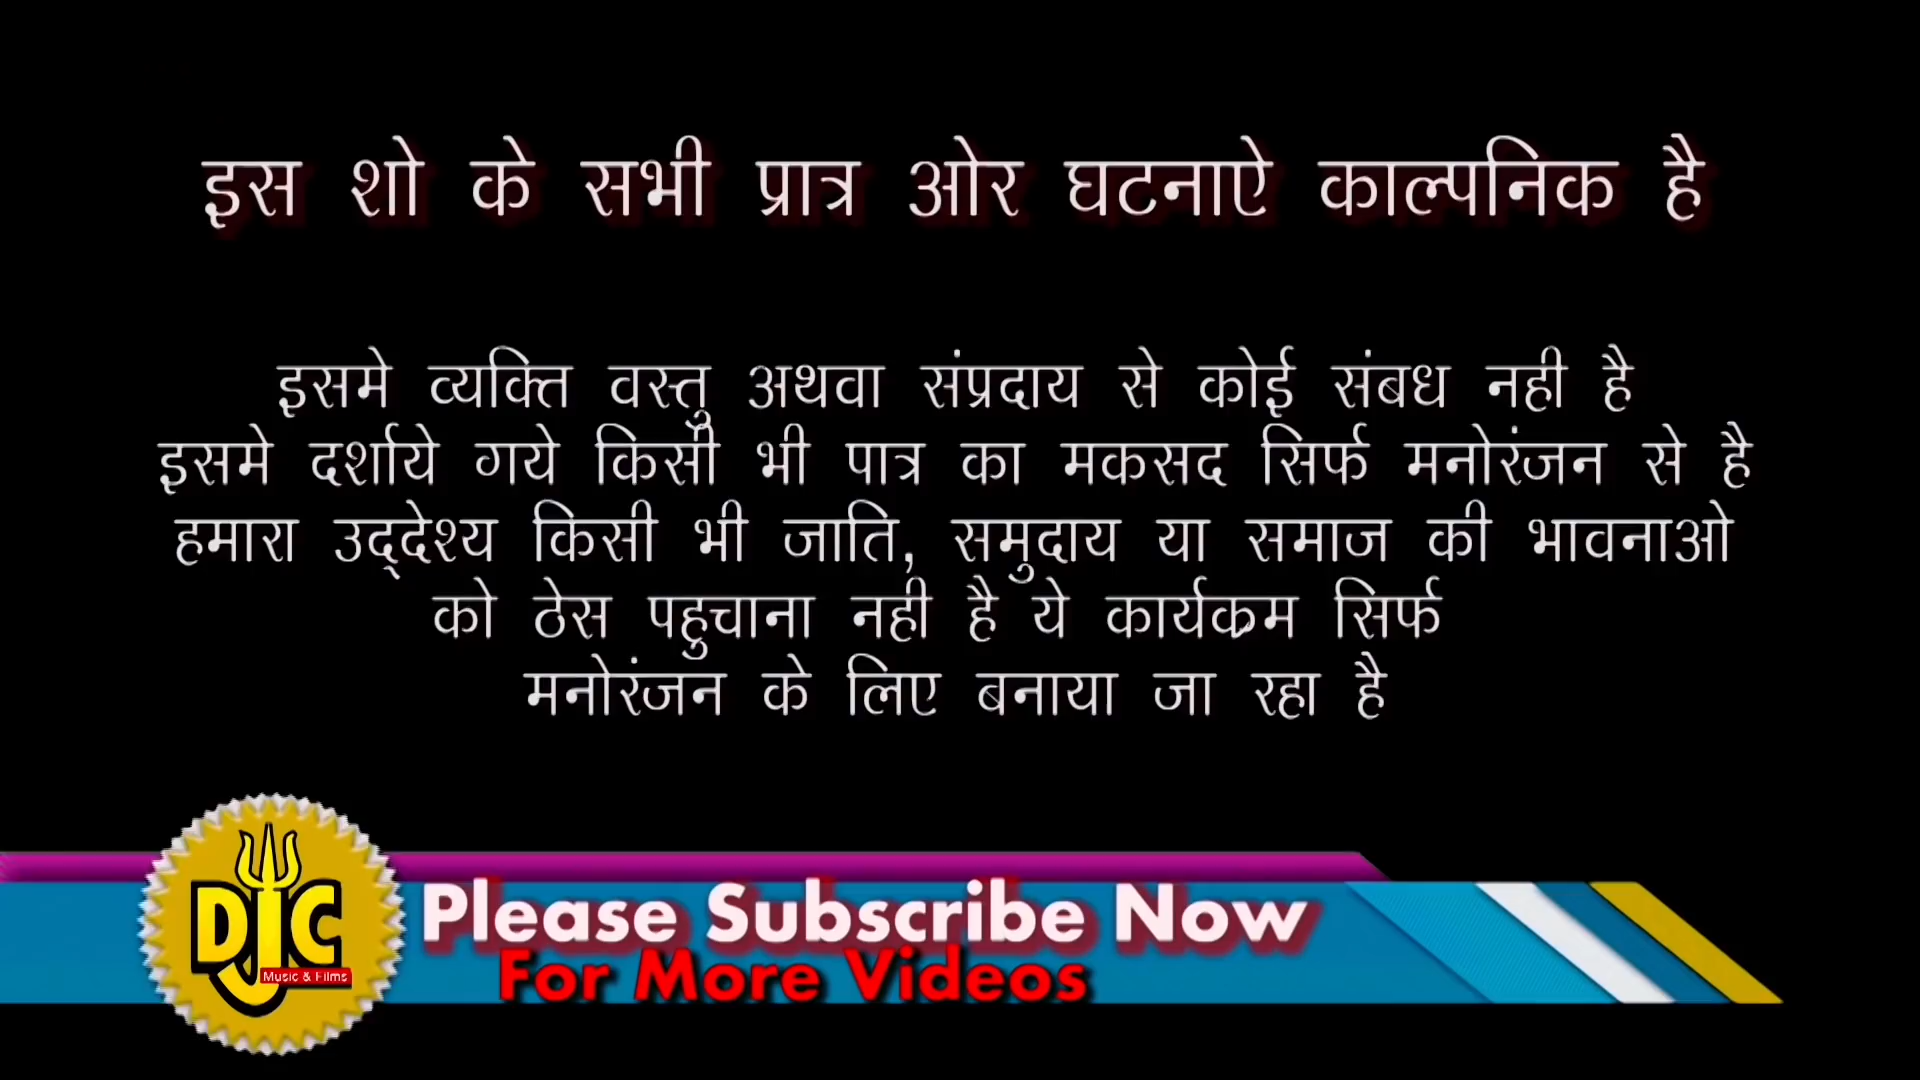 इस शो के सभी प्रात्र ओर घटनाऐ काल्पनिक है
इसमे व्यक्ति वस्तु अथवा संप्रदाय से कोई संबध नही है
इसमे दर्शाये गये किसी भी पात्र का मकसद सिर्फ मनोरंजन से है
हमारा उद्देश्य किसी भी जाति, समुदाय या समाज की भावनाओ
को ठेस पहुचाना नही है ये कार्यक्रम सिर्फ
मनोरंजन के लिए बनाया जा रहा है
DJC
Music & Films
Please Subscribe Now
For More Videos